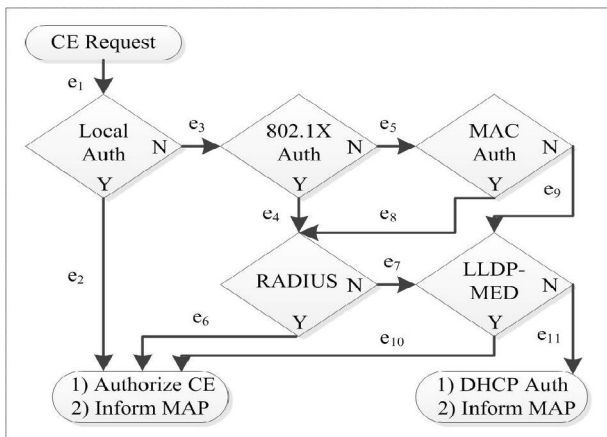 CE Request
e1
Local
Auth
N
Y
e3
802.1X
Auth
N
Y
e5
MAC
Auth
N
Y
e9
e4
e8
e2
RADIUS
N
Y
e7
LLDP-
MED
N
Y
e6
e10
e11
1) Authorize CE
2) Inform MAP
1) DHCP Auth
2) Inform MAP